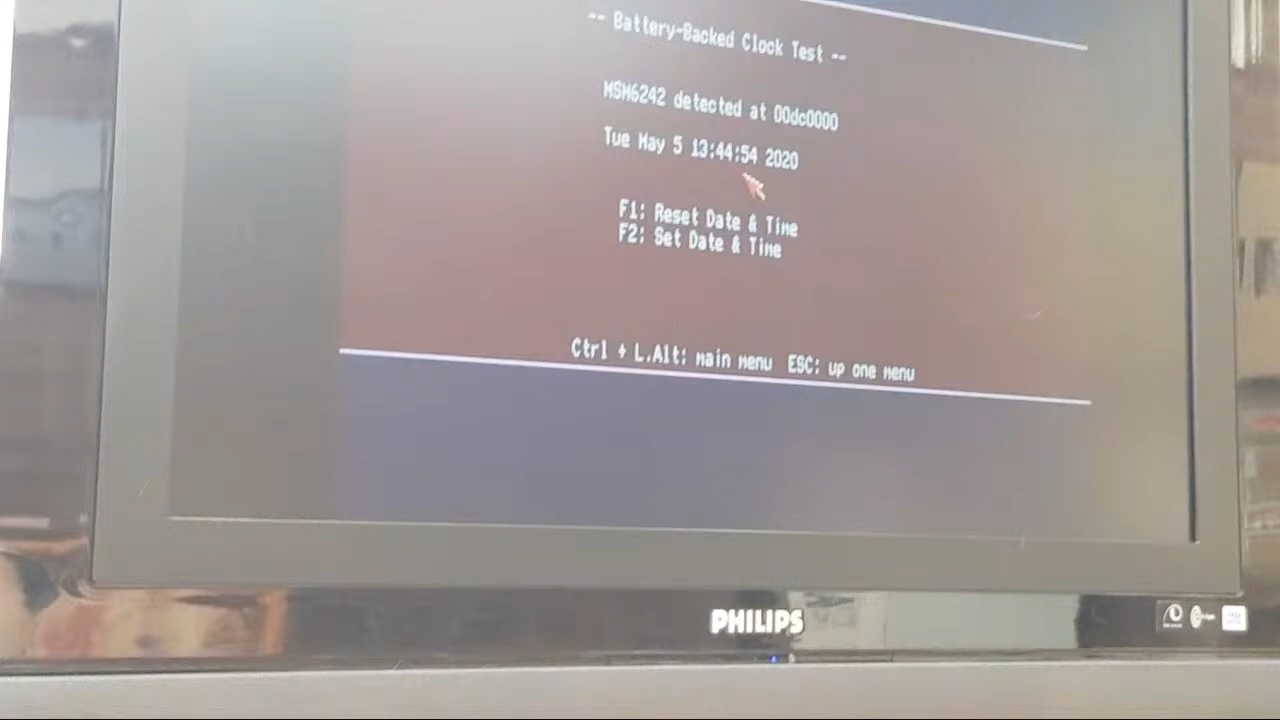 -- Battery-Backed Clock Test --
MSM6242 detected at 00dc0000
Tue May 5 13:44:54 2020
F1: Reset Date & Time
F2: Set Date & Time
Ctrl + L.Alt: main menu ESC: up one menu
PHILIPS